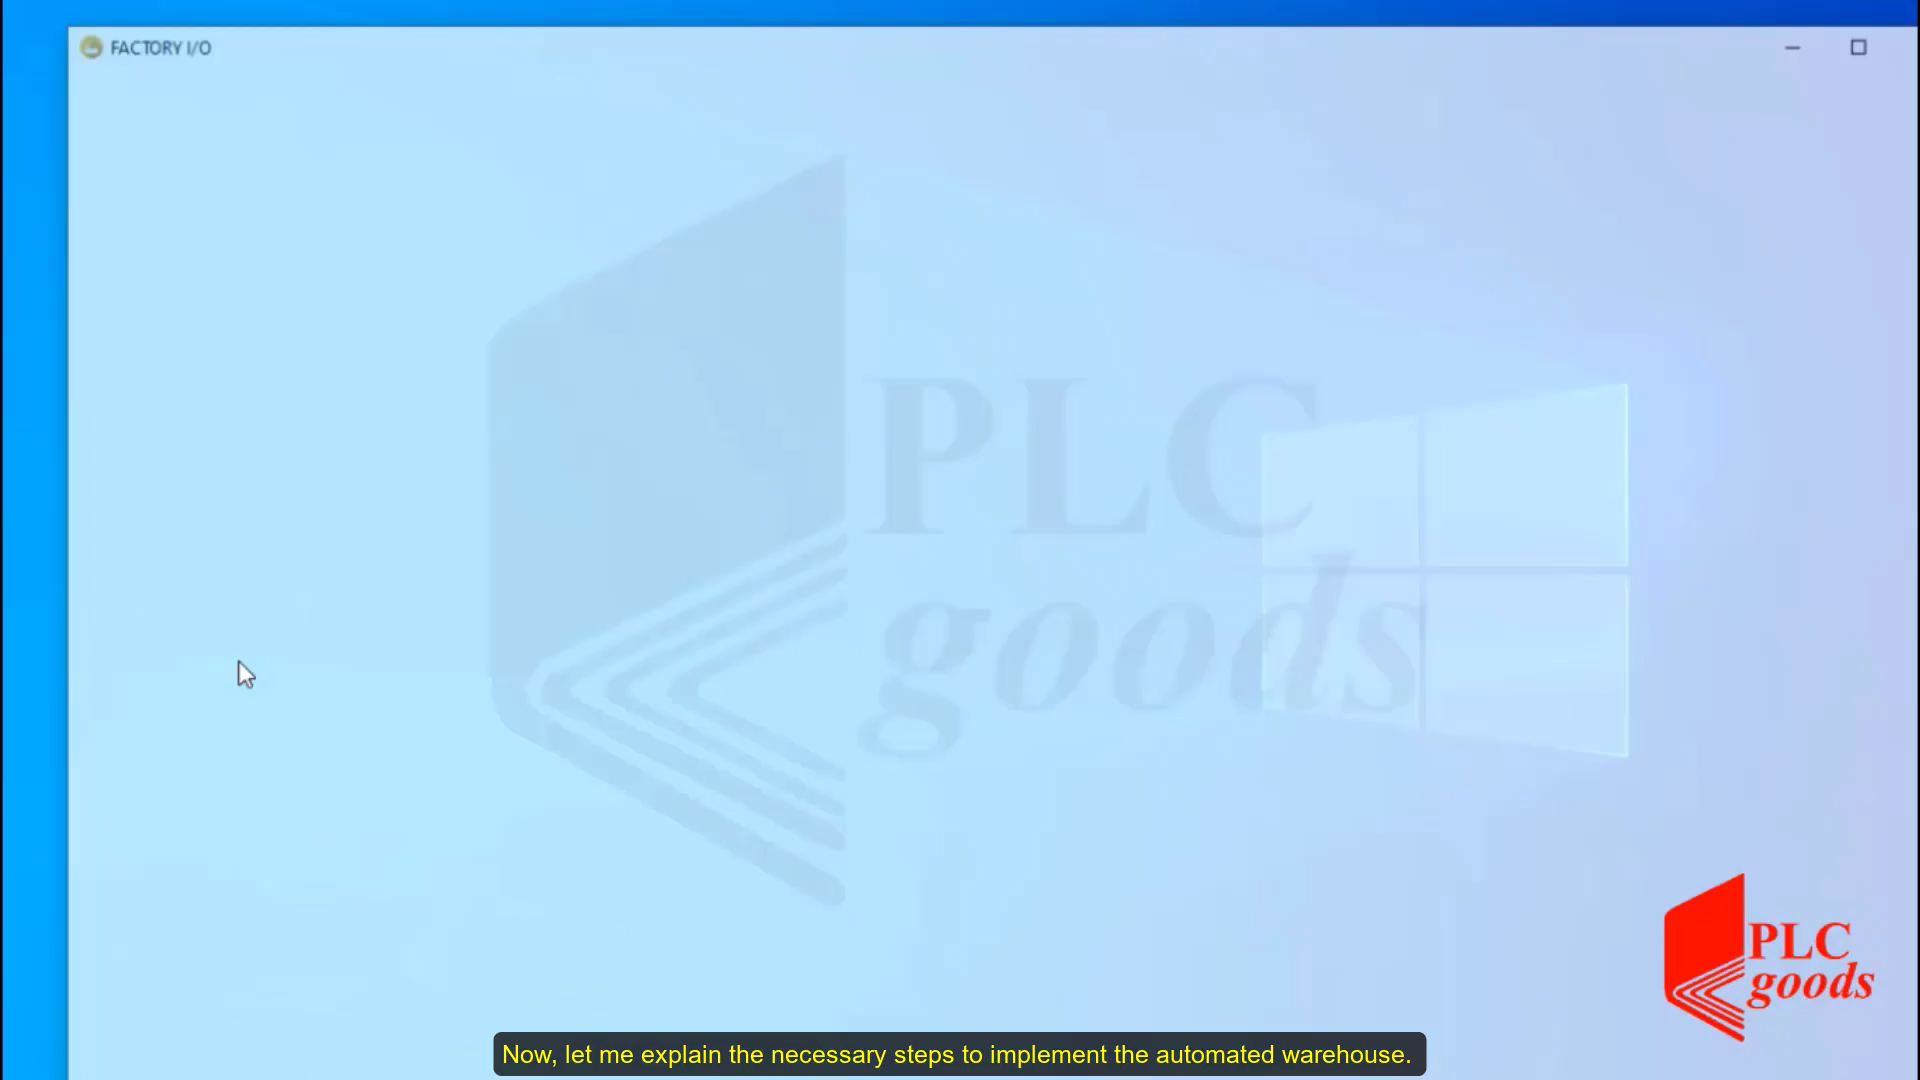 FACTORY I/O
PLC
goods
PLC
goods
Now, let me explain the necessary steps to implement the automated warehouse.